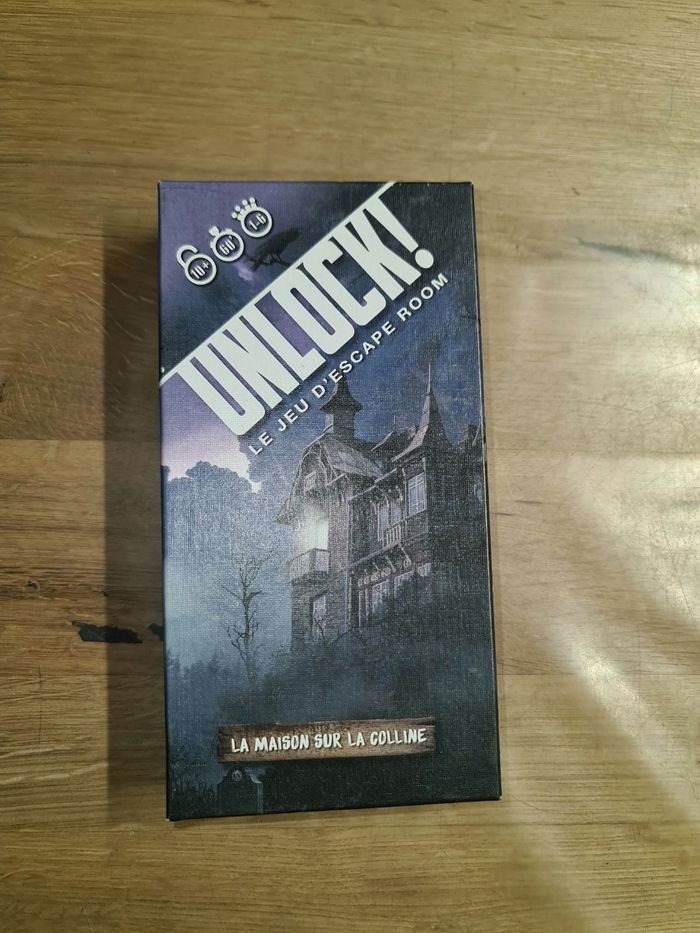 10+
60'
1-6
UNLOCK!
LE JEU D'ESCAPE ROOM
LA MAISON SUR LA COLLINE